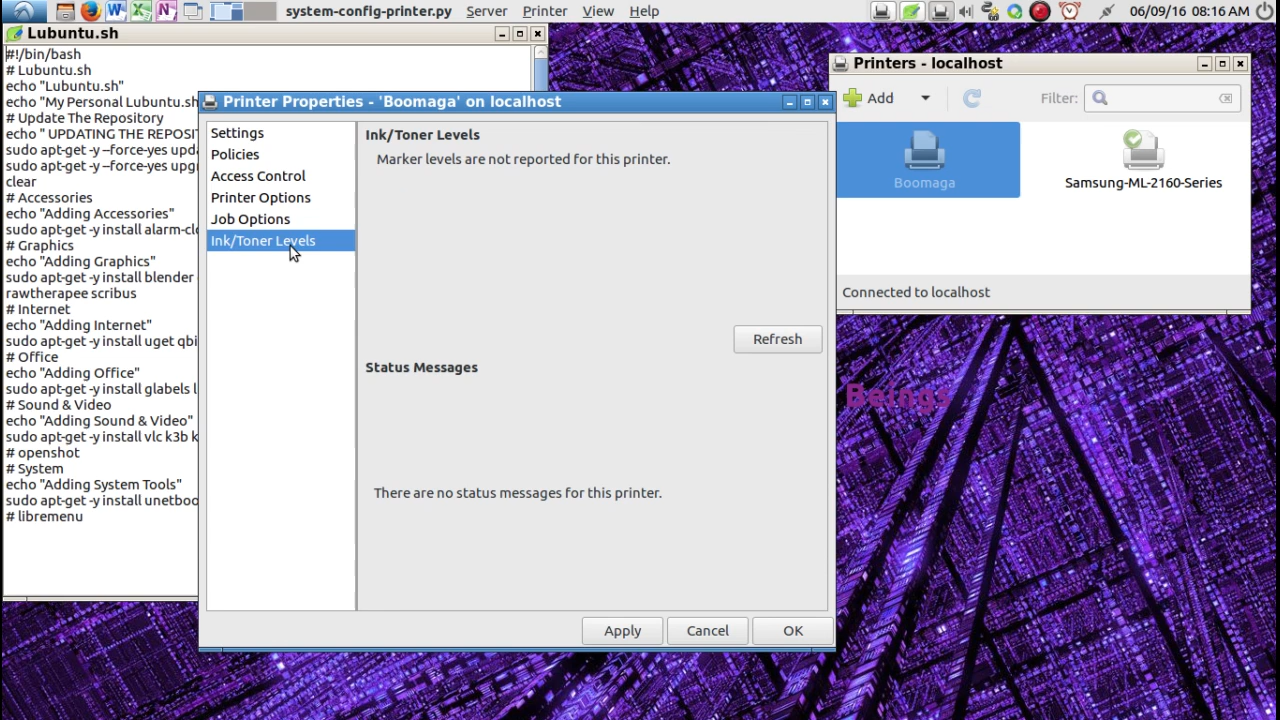 system-config-printer.py Server Printer View Help
06/09/16 08:16 AM
Lubuntu.sh
#!/bin/bash
# Lubuntu.sh
echo "Lubuntu.sh"
echo "My Personal Lubuntu.sh
# Update The Repository
echo " UPDATING THE REPOSIT
sudo apt-get -y --force-yes upda
sudo apt-get -y --force-yes upgr
clear
# Accessories
echo "Adding Accessories"
sudo apt-get -y install alarm-clo
# Graphics
echo "Adding Graphics"
sudo apt-get -y install blender
rawtherapee scribus
# Internet
echo "Adding Internet"
sudo apt-get -y install uget qbi
# Office
echo "Adding Office"
sudo apt-get -y install glabels l
# Sound & Video
echo "Adding Sound & Video"
sudo apt-get -y install vlc k3b k
# openshot
# System
echo "Adding System Tools"
sudo apt-get -y install unetboo
# libremenu
Printer Properties - 'Boomaga' on localhost
Settings
Policies
Access Control
Printer Options
Job Options
Ink/Toner Levels
Ink/Toner Levels
Marker levels are not reported for this printer.
Refresh
Status Messages
There are no status messages for this printer.
Apply Cancel OK
Printers - localhost
Add Filter:
Boomaga
Samsung-ML-2160-Series
Connected to localhost
Beings